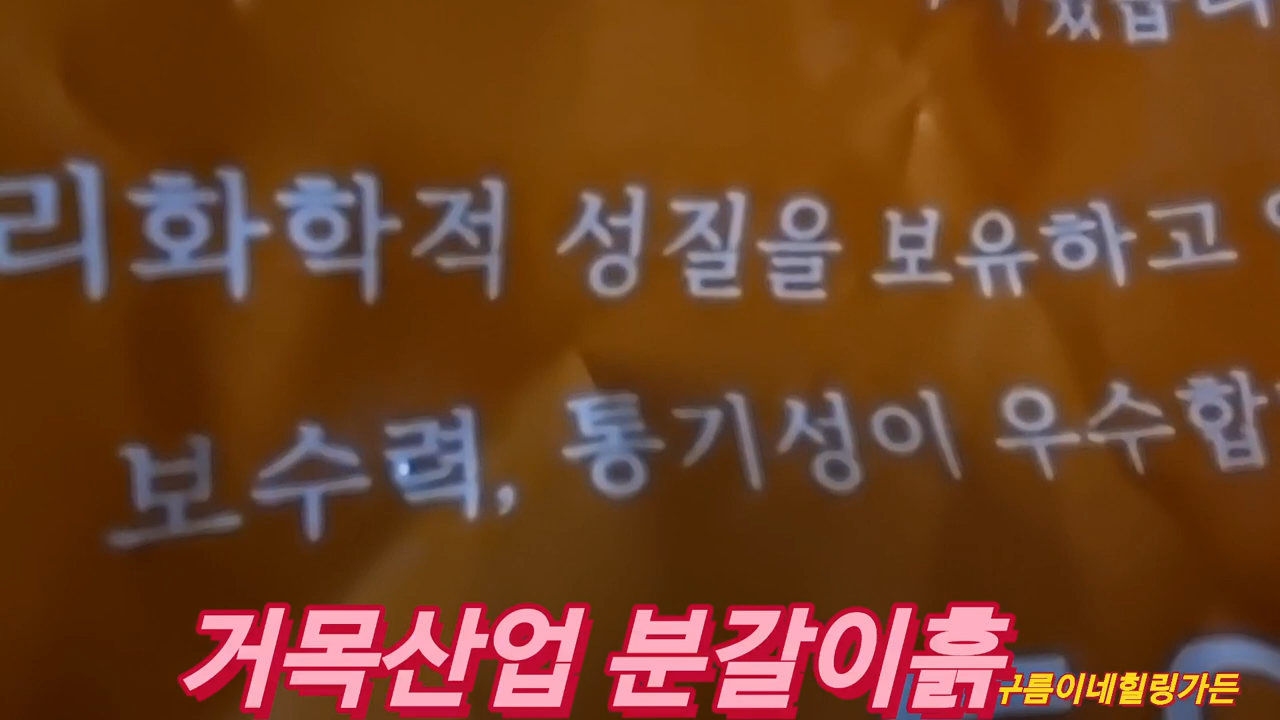 리화학적 성질을 보유하고
보수력, 통기성이 우수합
거목산업 분갈이흙
구름이네힐링가든